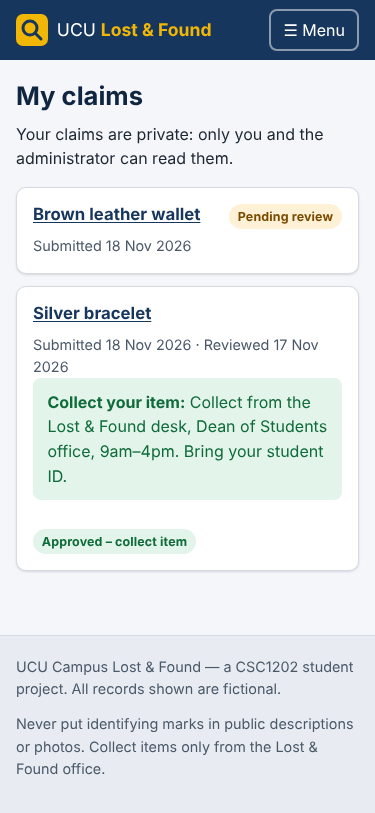 UCU Lost & Found
☰ Menu
My claims
Your claims are private: only you and the
administrator can read them.
Brown leather wallet
Pending review
Submitted 18 Nov 2026
Silver bracelet
Submitted 18 Nov 2026 · Reviewed 17 Nov
2026
Collect your item: Collect from the
Lost & Found desk, Dean of Students
office, 9am–4pm. Bring your student
ID.
Approved – collect item
UCU Campus Lost & Found — a CSC1202 student
project. All records shown are fictional.
Never put identifying marks in public descriptions
or photos. Collect items only from the Lost &
Found office.